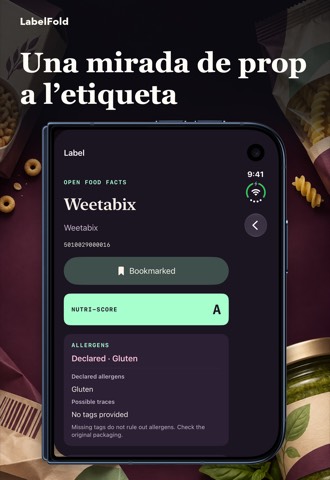 LabelFold
Una mirada de prop
a l’etiqueta
Label
9:41
OPEN FOOD FACTS
Weetabix
Weetabix
5010029000016
Bookmarked
NUTRI-SCORE
A
ALLERGENS
Declared · Gluten
Declared allergens
Gluten
Possible traces
No tags provided
Missing tags do not rule out allergens. Check the
original packaging.